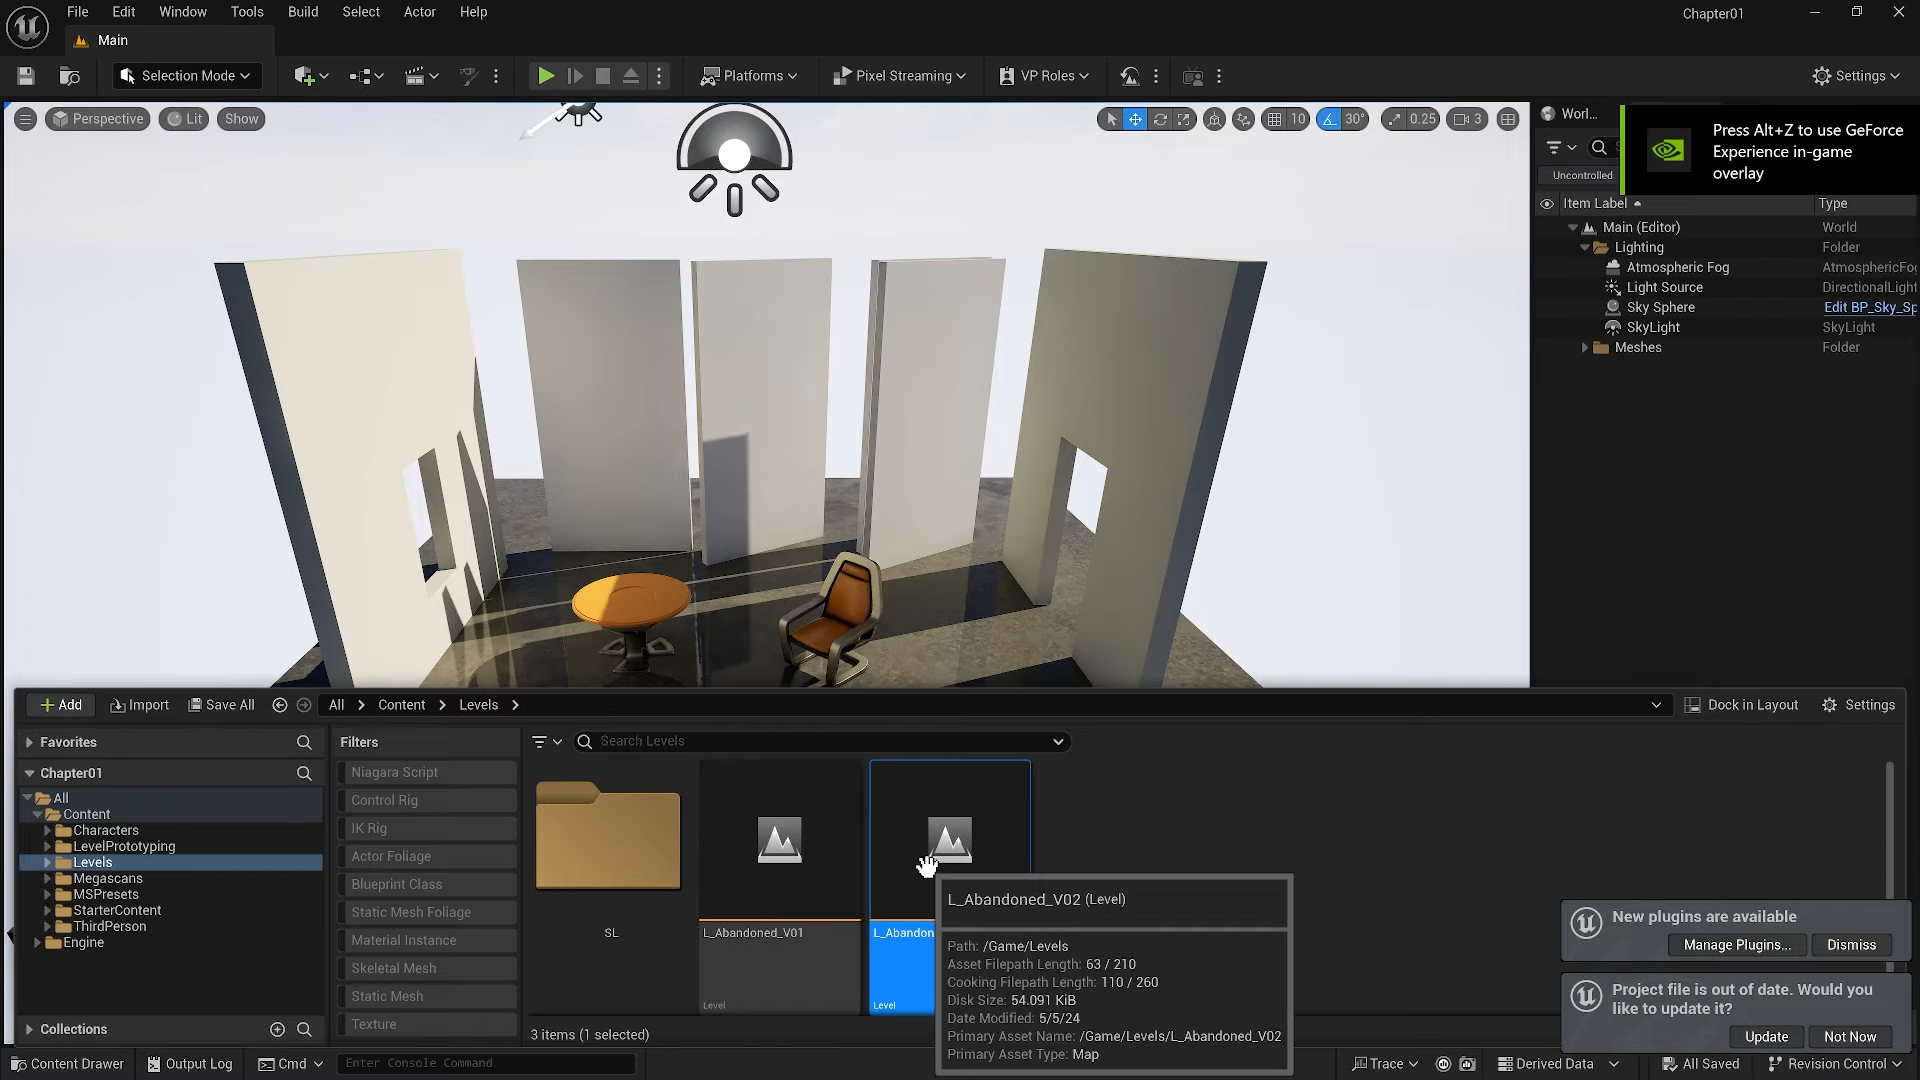 File Edit Window Tools Build Select Actor Help
Chapter01
Main
Selection Mode
Platforms
Pixel Streaming
VP Roles
Settings
Perspective Lit Show
10 30° 0.25 3
Worl...
Press Alt+Z to use GeForce
Experience in-game
overlay
Uncontrolled
Item Label Type
Main (Editor) World
Lighting Folder
Atmospheric Fog AtmosphericFog
Light Source DirectionalLight
Sky Sphere Edit BP_Sky_Sp
SkyLight SkyLight
Meshes Folder
Add Import Save All All Content Levels Dock in Layout Settings
Favorites
Filters
Search Levels
Chapter01
All
Content
Characters
LevelPrototyping
Levels
Megascans
MSPresets
StarterContent
ThirdPerson
Engine
Collections
Niagara Script
Control Rig
IK Rig
Actor Foliage
Blueprint Class
Static Mesh Foliage
Material Instance
Skeletal Mesh
Static Mesh
Texture
SL
L_Abandoned_V01
Level
L_Abandon
Level
3 items (1 selected)
L_Abandoned_V02 (Level)
Path: /Game/Levels
Asset Filepath Length: 63 / 210
Cooking Filepath Length: 110 / 260
Disk Size: 54.091 KiB
Date Modified: 5/5/24
Primary Asset Name: /Game/Levels/L_Abandoned_V02
Primary Asset Type: Map
New plugins are available
Manage Plugins... Dismiss
Project file is out of date. Would you
like to update it?
Update Not Now
Content Drawer Output Log Cmd Enter Console Command Trace Derived Data All Saved Revision Control